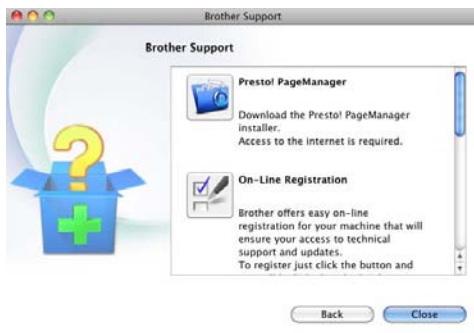 Brother Support
Brother Support
Presto! PageManager
Download the Presto! PageManager
installer.
Access to the internet is required.
On-Line Registration
Brother offers easy on-line
registration for your machine that will
ensure your access to technical
support and updates.
To register just click the button and
Back
Close